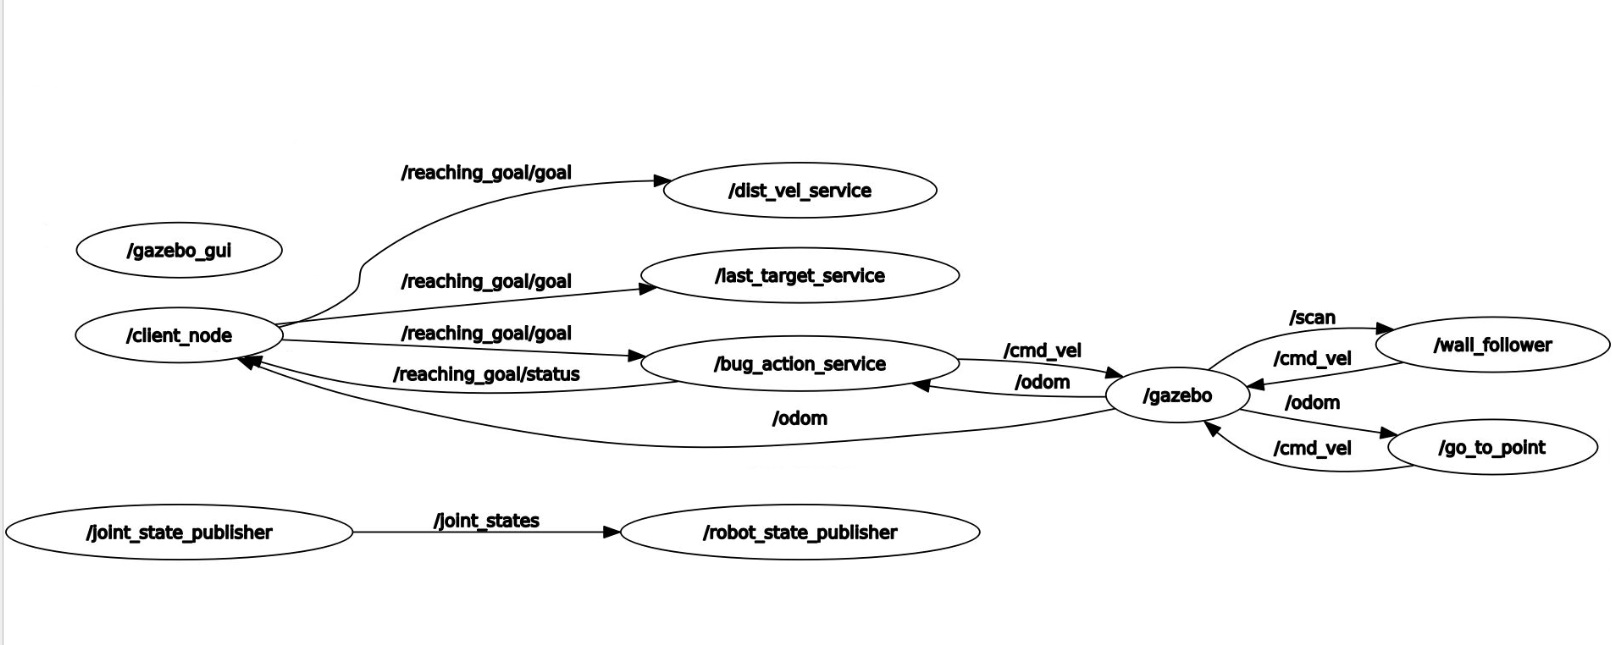 /reaching_goal/goal
/dist_vel_service
/gazebo_gui
/reaching_goal/goal
/last_target_service
/client_node
/reaching_goal/goal
/reaching_goal/status
/bug_action_service
/cmd_vel
/odom
/odom
/gazebo
/scan
/cmd_vel
/wall_follower
/odom
/cmd_vel
/go_to_point
/joint_state_publisher
/joint_states
/robot_state_publisher